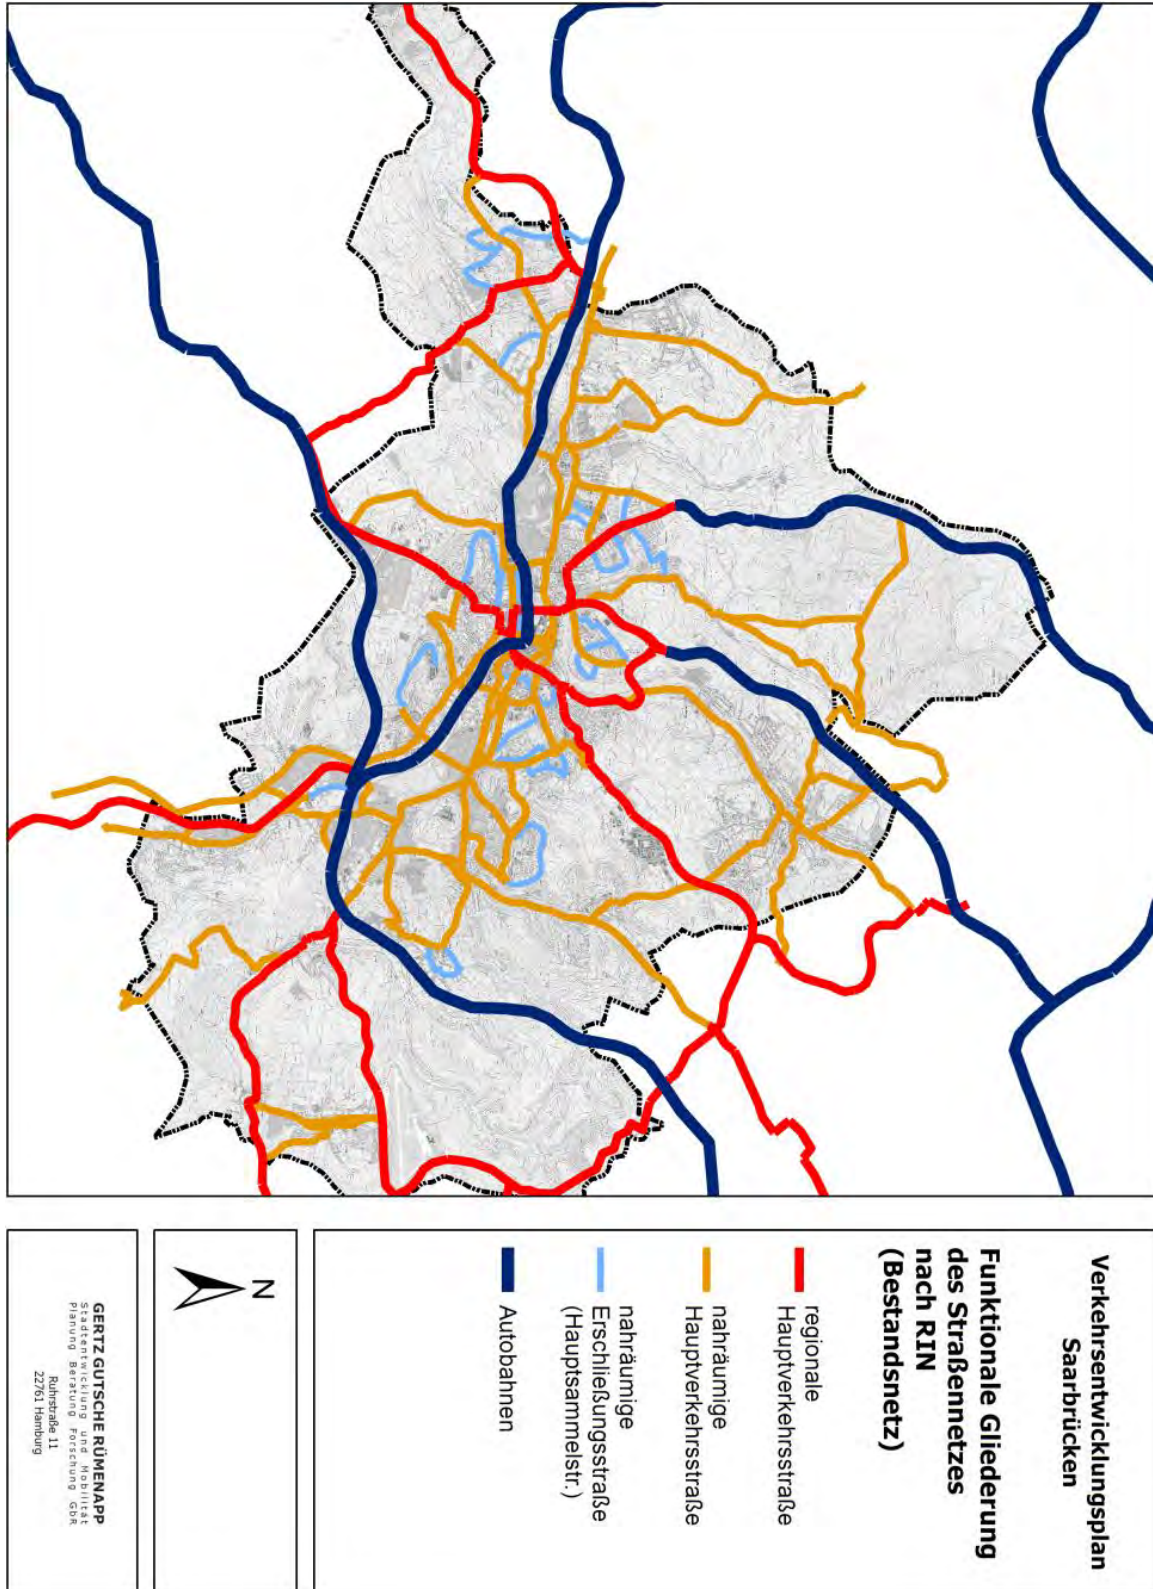 Verkehrsentwicklungsplan
Saarbrücken
Funktionale Gliederung
des Straßennetzes
nach RIN
(Bestandsnetz)
regionale
Hauptverkehrsstraße
nahräumige
Hauptverkehrsstraße
nahräumige
Erschließungsstraße
(Hauptsammelstr.)
Autobahnen
N
GERTZ GUTSCHE RÜMENAPP
Stadtentwicklung und Mobilität
Planung Beratung Forschung GbR
Ruhrstraße 11
22761 Hamburg